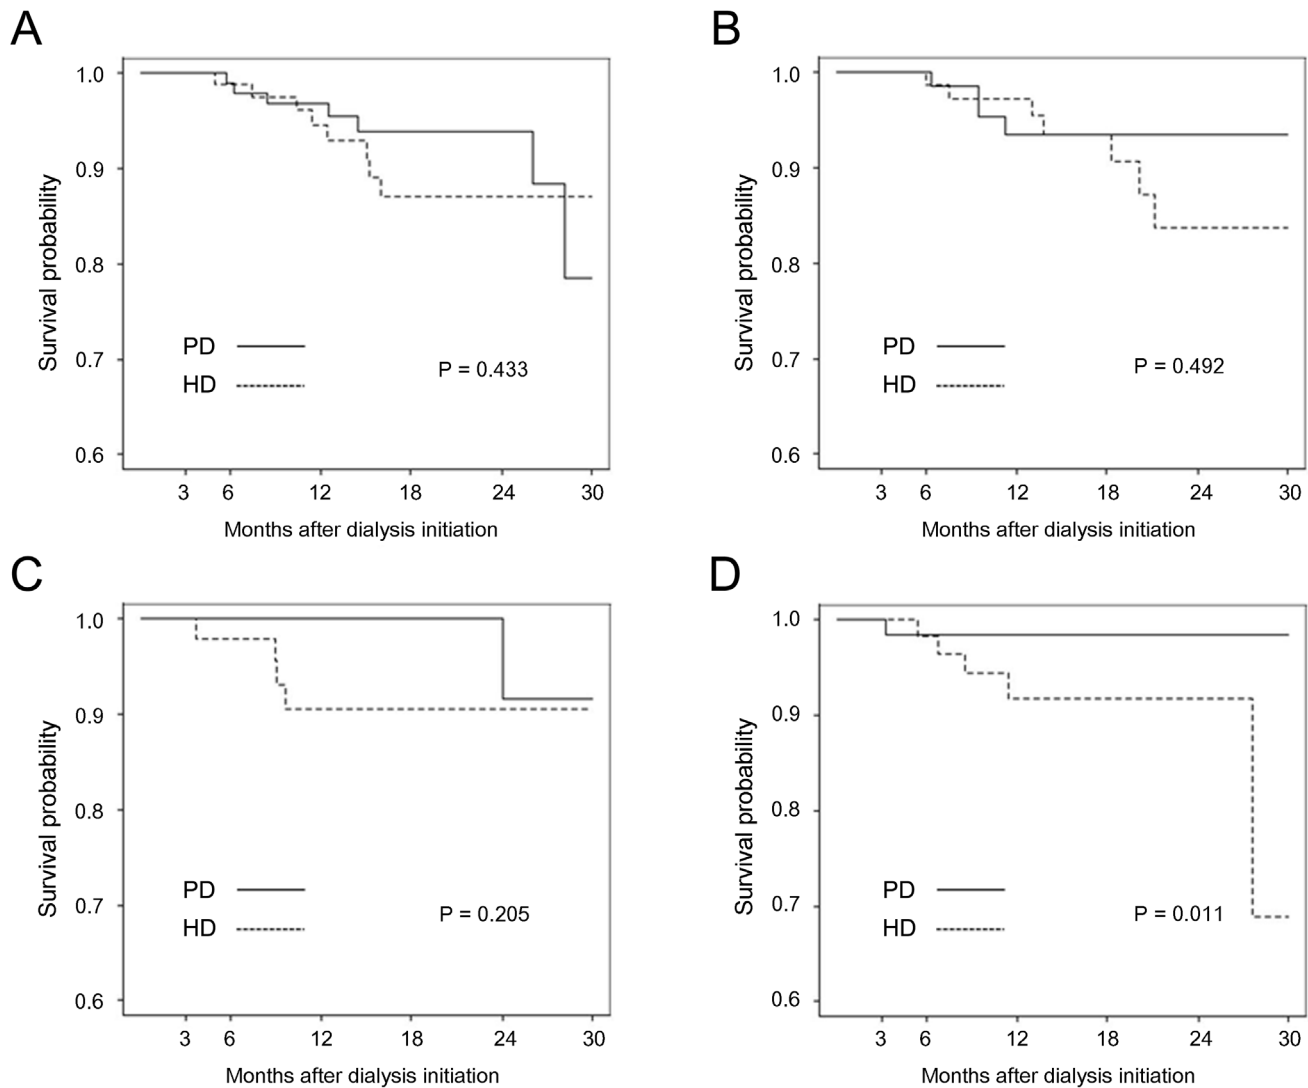 A
1.0
0.9
0.8
0.7
0.6
Survival probability
PD
HD
P = 0.433
3 6 12 18 24 30
Months after dialysis initiation
B
1.0
0.9
0.8
0.7
0.6
Survival probability
PD
HD
P = 0.492
3 6 12 18 24 30
Months after dialysis initiation
C
1.0
0.9
0.8
0.7
0.6
Survival probability
PD
HD
P = 0.205
3 6 12 18 24 30
Months after dialysis initiation
D
1.0
0.9
0.8
0.7
0.6
Survival probability
PD
HD
P = 0.011
3 6 12 18 24 30
Months after dialysis initiation